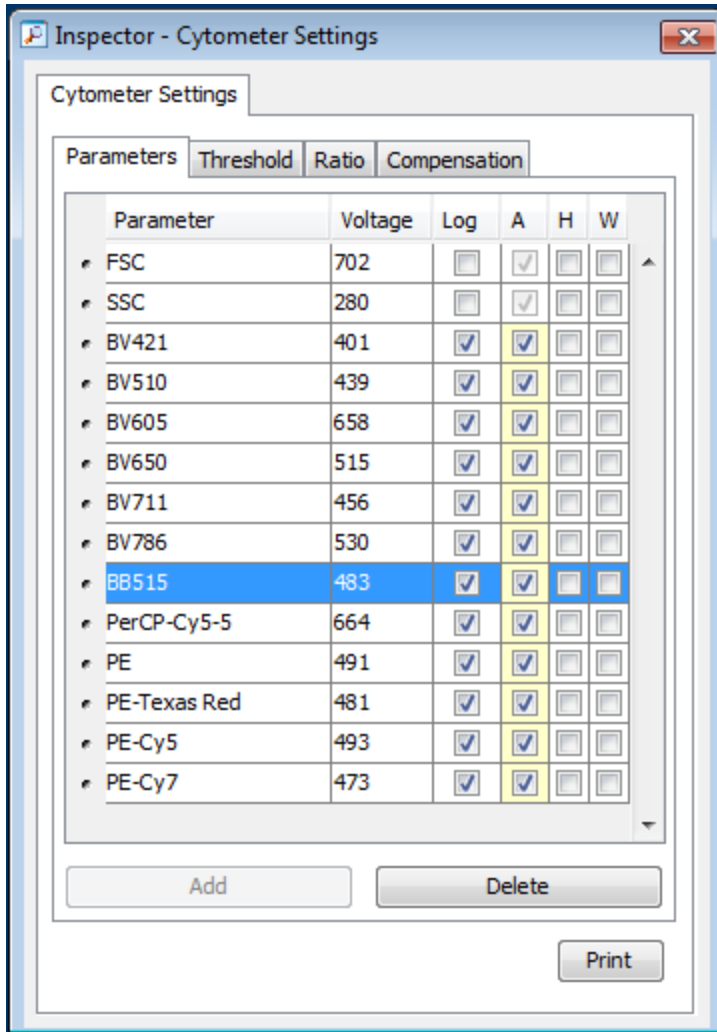 Inspector - Cytometer Settings
Cytometer Settings
Parameters Threshold Ratio Compensation
Parameter Voltage Log A H W
FSC 702
SSC 280
BV421 401
BV510 439
BV605 658
BV650 515
BV711 456
BV786 530
BB515 483
PerCP-Cy5-5 664
PE 491
PE-Texas Red 481
PE-Cy5 493
PE-Cy7 473
Add Delete
Print